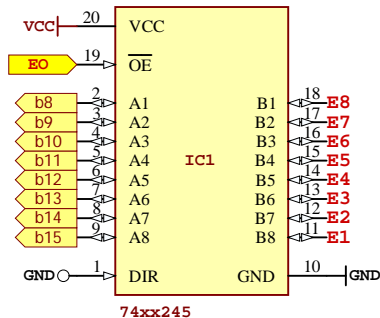 VCC 20 VCC
EO 19 OE
b8 2 A1 B1 18 E8
b9 3 A2 B2 17 E7
b10 4 A3 B3 16 E6
b11 5 A4 IC1 B4 15 E5
b12 6 A5 B5 14 E4
b13 7 A6 B6 13 E3
b14 8 A7 B7 12 E2
b15 9 A8 B8 11 E1
GND 1 DIR GND 10 GND
74xx245